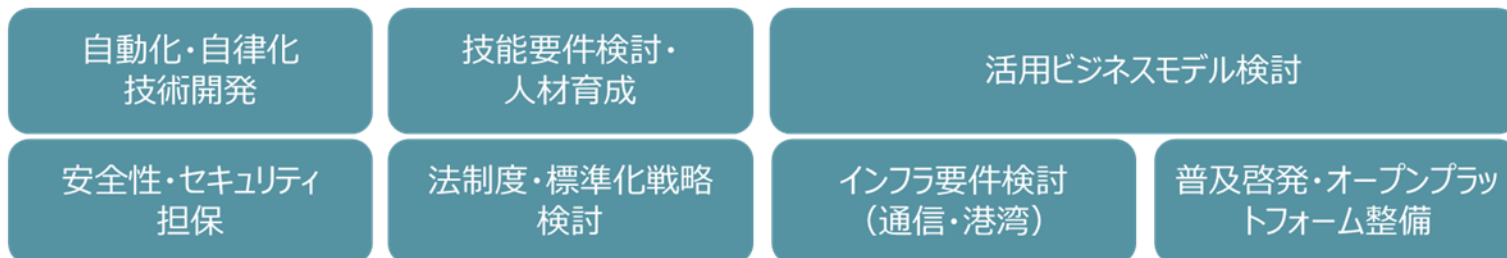 自動化・自律化
技術開発
技能要件検討・
人材育成
活用ビジネスモデル検討
安全性・セキュリティ
担保
法制度・標準化戦略
検討
インフラ要件検討
（通信・港湾）
普及啓発・オープンプラッ
トフォーム整備